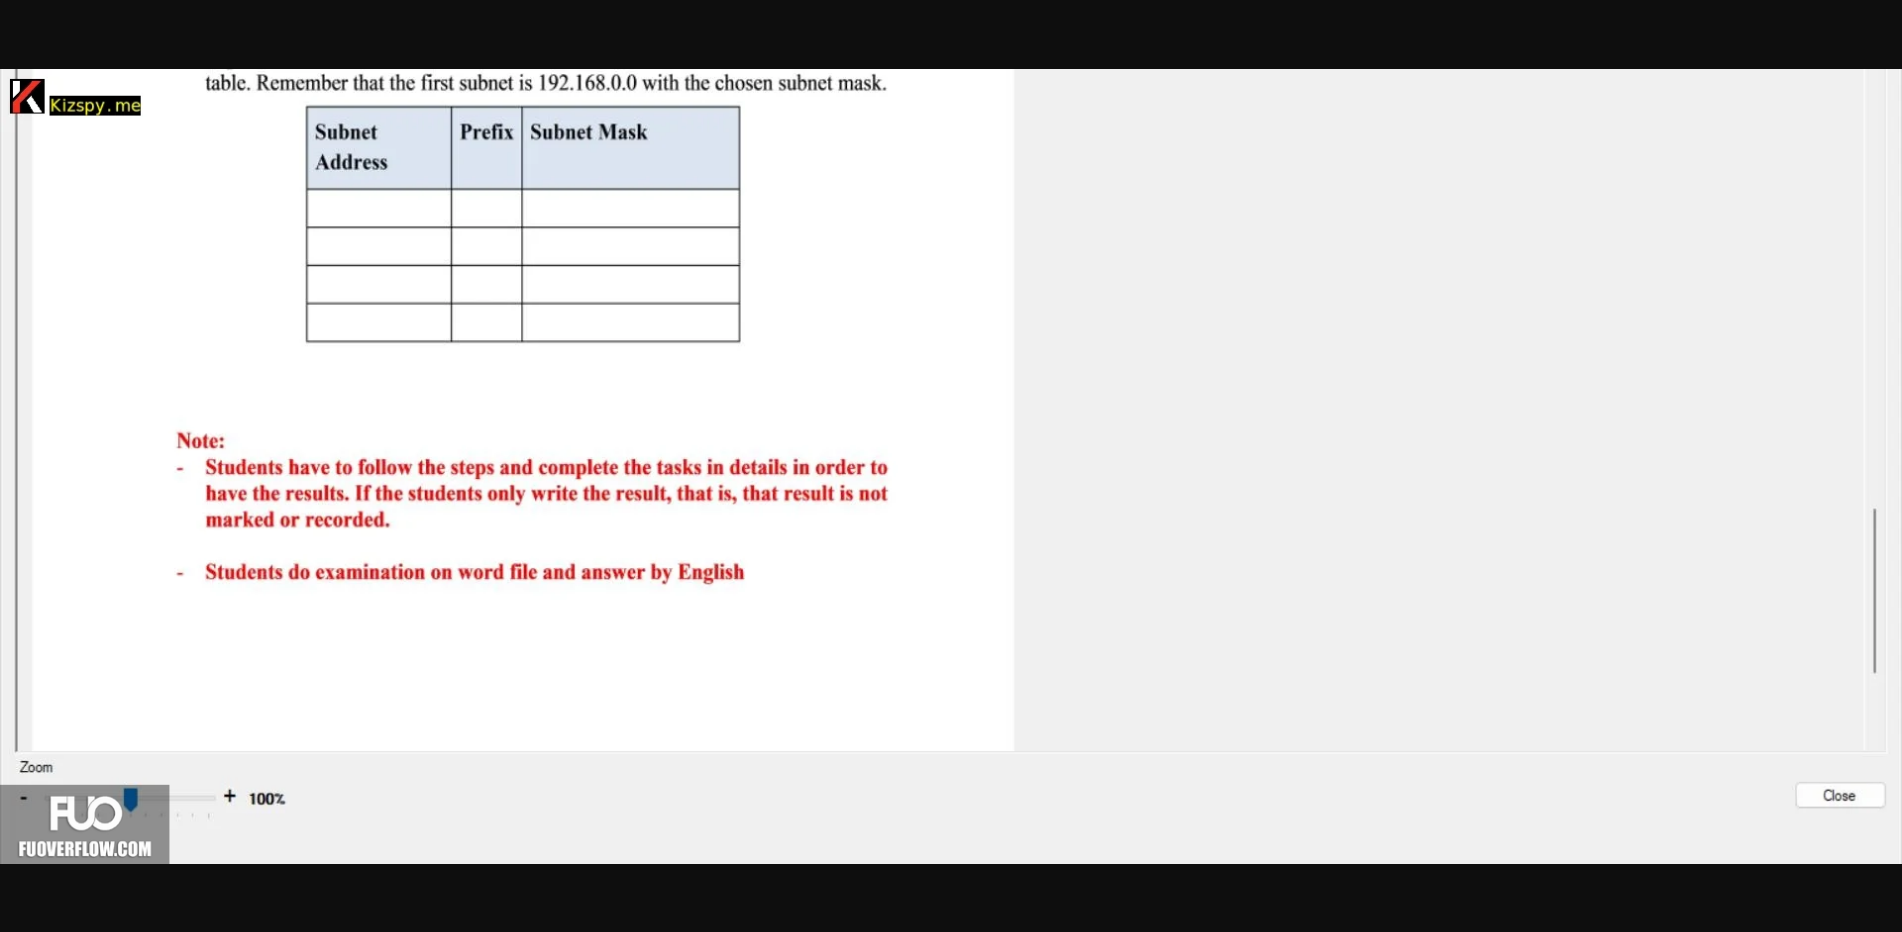 table. Remember that the first subnet is 192.168.0.0 with the chosen subnet mask.
Kizspy.me
Subnet Address
Prefix
Subnet Mask
Note:
- Students have to follow the steps and complete the tasks in details in order to
have the results. If the students only write the result, that is, that result is not
marked or recorded.
- Students do examination on word file and answer by English
Zoom
- + 100%
Close
FUO
FUOVERFLOW.COM